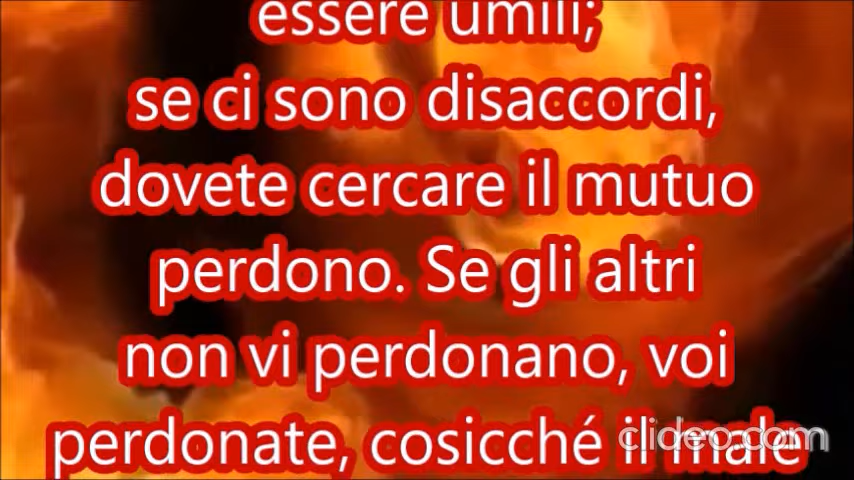 essere umili;
se ci sono disaccordi,
dovete cercare il mutuo
perdono. Se gli altri
non vi perdonano, voi
perdonate, cosicché il male
clideo.com